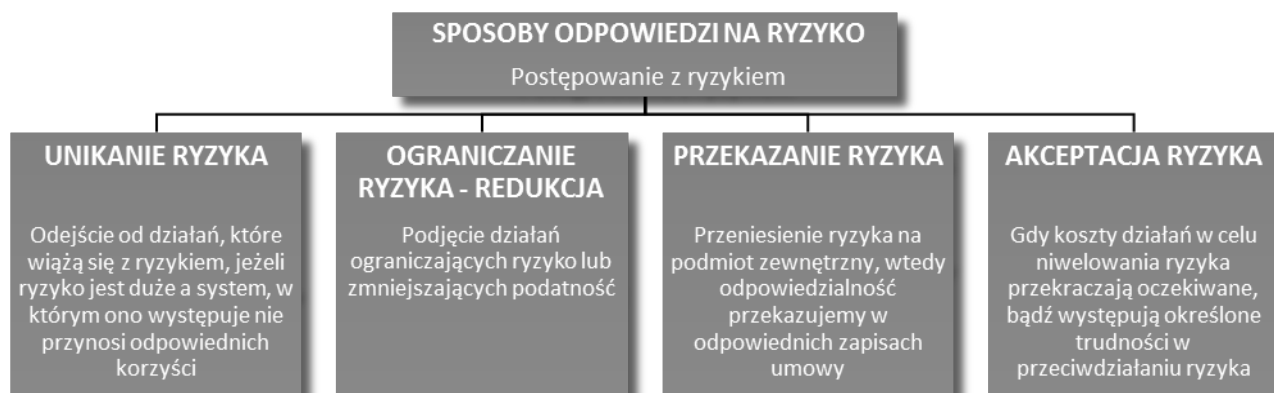 SPOSOBY ODPOWIEDZI NA RYZYKO
Postępowanie z ryzykiem
UNIKANIE RYZYKA
Odejście od działań, które
wiążą się z ryzykiem, jeżeli
ryzyko jest duże a system, w
którym ono występuje nie
przynosi odpowiednich
korzyści
OGRANICZANIE
RYZYKA - REDUKCJA
Podjęcie działań
ograniczających ryzyko lub
zmniejszających podatność
PRZEKAZANIE RYZYKA
Przeniesienie ryzyka na
podmiot zewnętrzny, wtedy
odpowiedzialność
przekazujemy w
odpowiednich zapisach
umowy
AKCEPTACJA RYZYKA
Gdy koszty działań w celu
niwelowania ryzyka
przekraczają oczekiwane,
bądź występują określone
trudności w
przeciwdziałaniu ryzyka